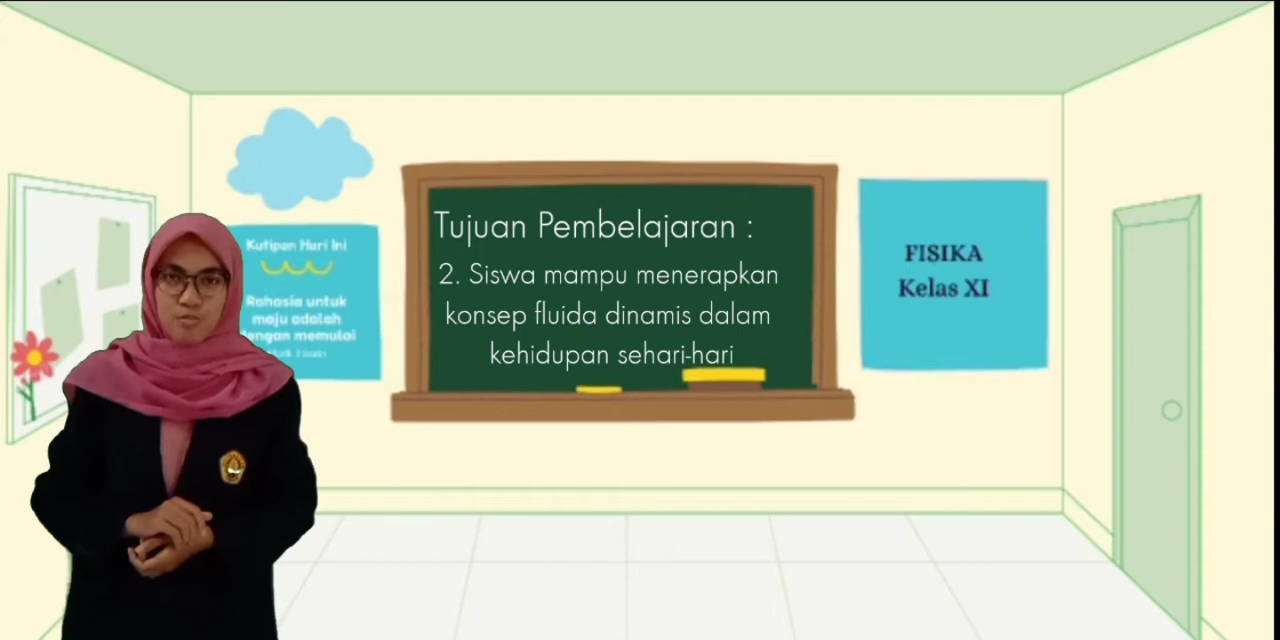 Kutipan Hari Ini
Rahasia untuk
maju adalah
dengan memulai
Tujuan Pembelajaran :
2. Siswa mampu menerapkan
konsep fluida dinamis dalam
kehidupan sehari-hari
FISIKA
Kelas XI